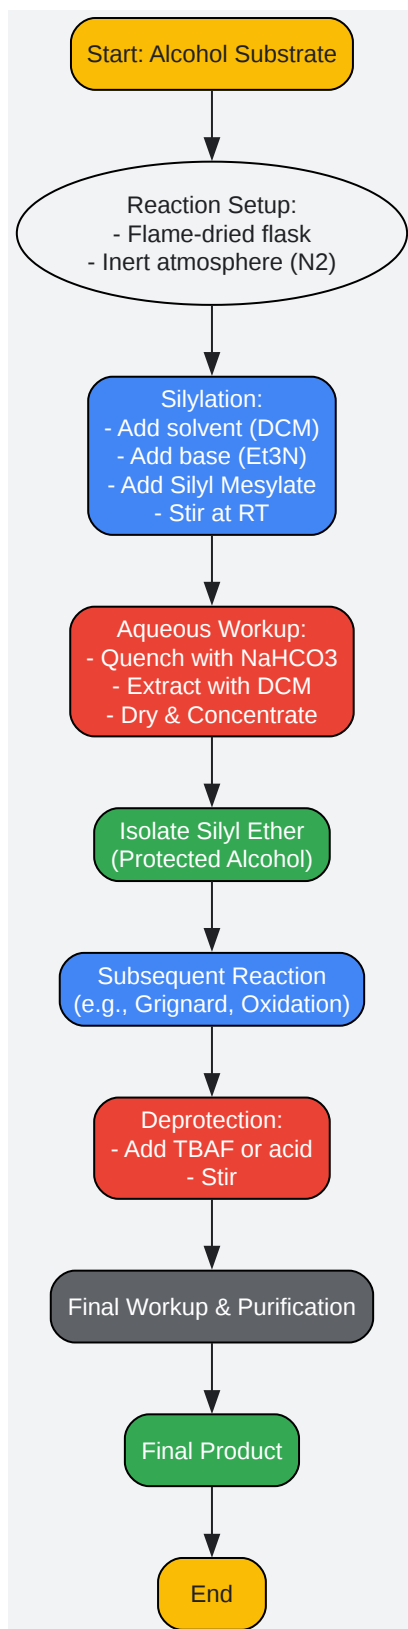 Start: Alcohol Substrate
Reaction Setup:
- Flame-dried flask
- Inert atmosphere (N2)
Silylation:
- Add solvent (DCM)
- Add base (Et3N)
- Add Silyl Mesylate
- Stir at RT
Aqueous Workup:
- Quench with NaHCO3
- Extract with DCM
- Dry & Concentrate
Isolate Silyl Ether
(Protected Alcohol)
Subsequent Reaction
(e.g., Grignard, Oxidation)
Deprotection:
- Add TBAF or acid
- Stir
Final Workup & Purification
Final Product
End